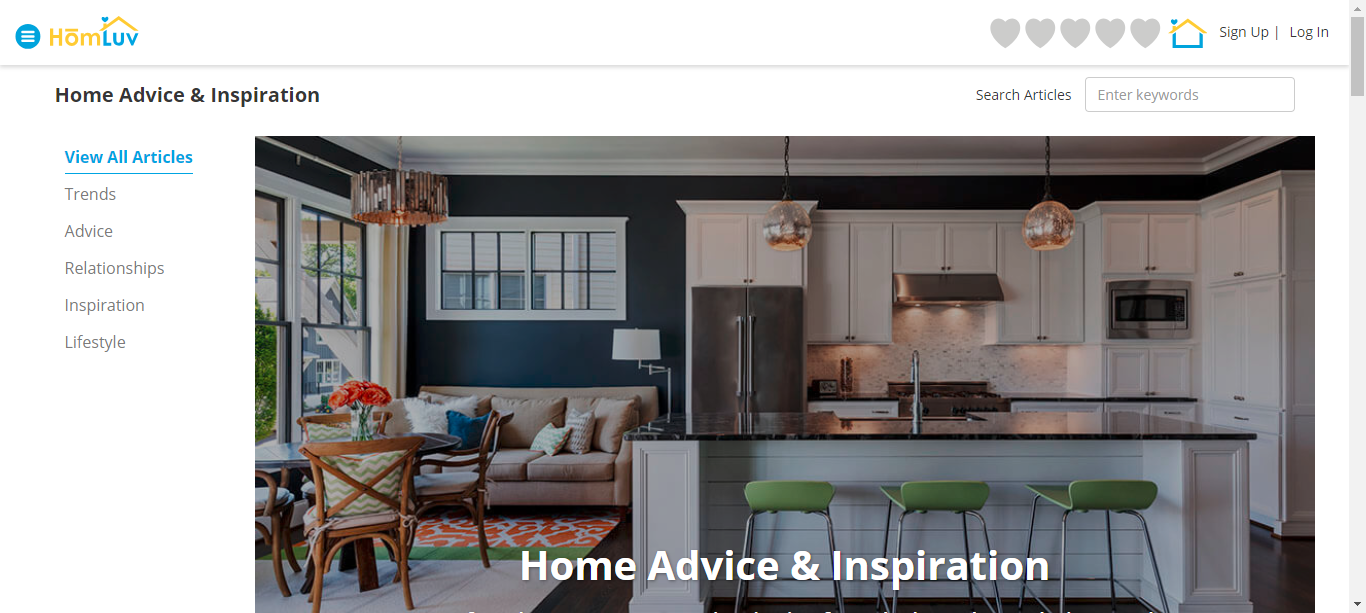 HōmLuv
Sign Up | Log In
Home Advice & Inspiration
Search Articles
Enter keywords
View All Articles
Trends
Advice
Relationships
Inspiration
Lifestyle
Home Advice & Inspiration